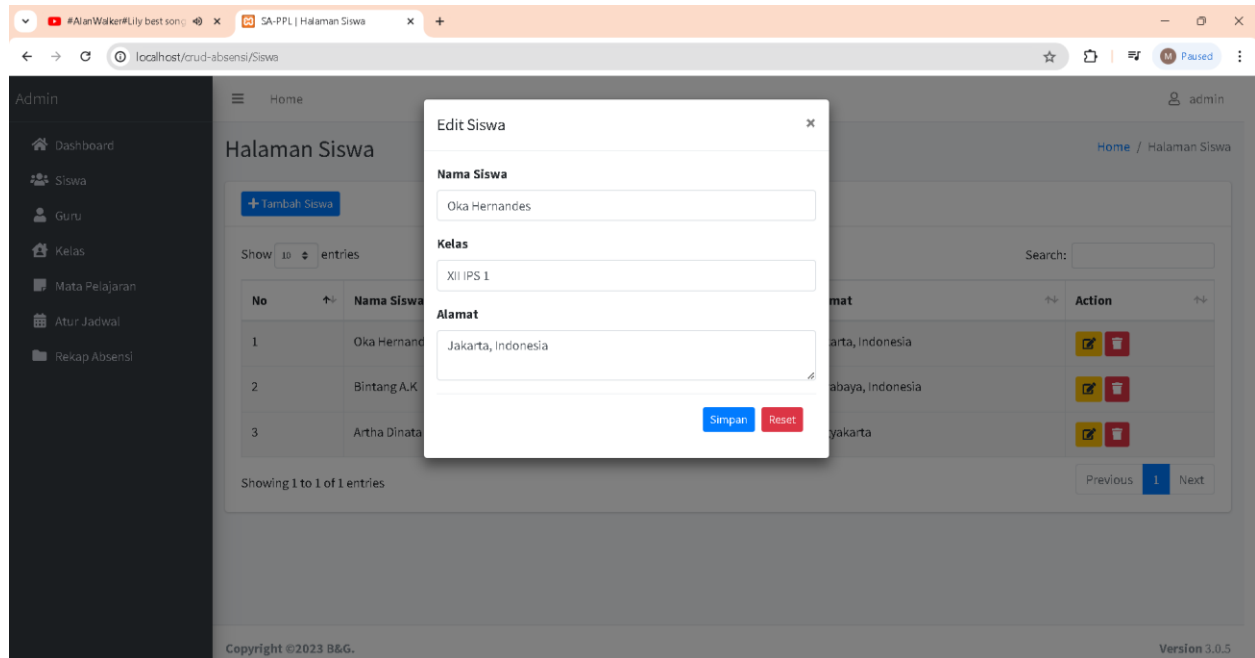 #AlanWalker#Lily best song
SA-PPL | Halaman Siswa
localhost/crud-absensi/Siswa
M Paused
Admin
Home
admin
Dashboard
Siswa
Guru
Kelas
Mata Pelajaran
Atur Jadwal
Rekap Absensi
Halaman Siswa
Home / Halaman Siswa
+ Tambah Siswa
Show 10 entries
Search:
No Nama Siswa mat Action
1 Oka Hernand arta, Indonesia
2 Bintang A.K abaya, Indonesia
3 Artha Dinata yakarta
Showing 1 to 1 of 1 entries
Previous 1 Next
Edit Siswa ×
Nama Siswa
Oka Hernandes
Kelas
XII IPS 1
Alamat
Jakarta, Indonesia
Simpan Reset
Copyright ©2023 B&G.
Version 3.0.5